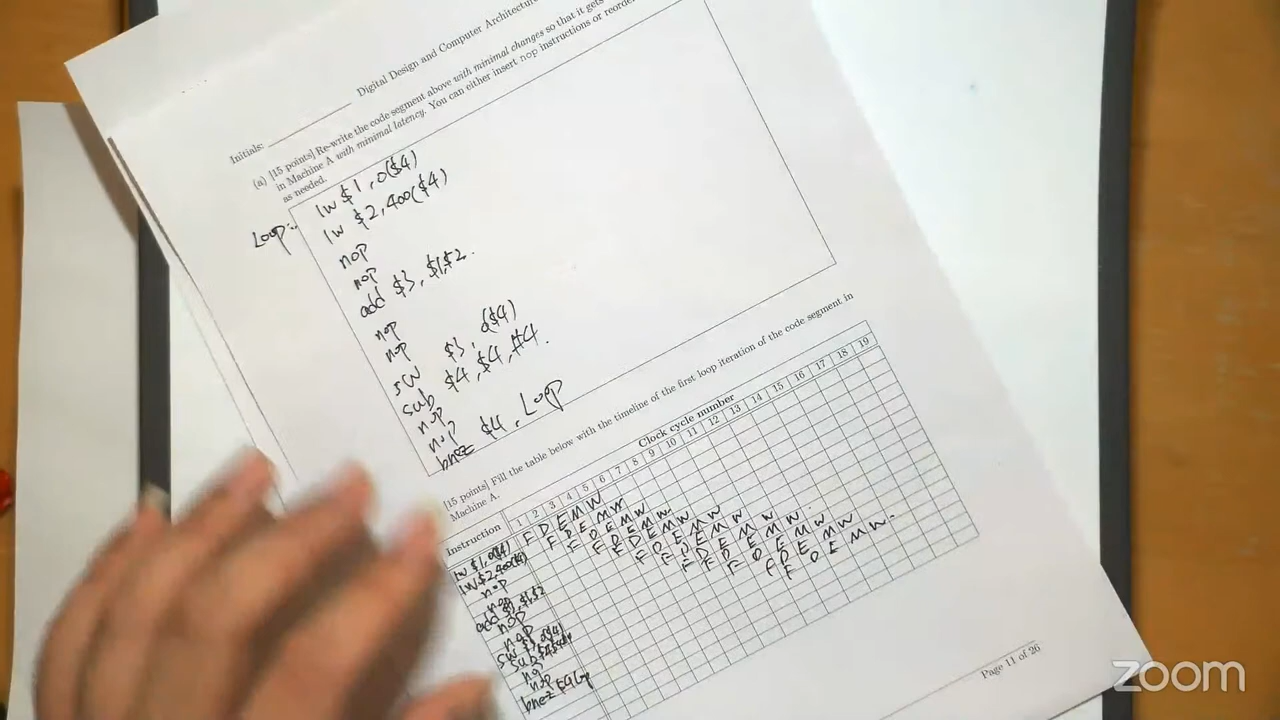 Digital Design and Computer Architecture
Initials:
(a) [15 points] Re-write the code segment above with minimal changes so that it gets
in Machine A with minimal latency. You can either insert nop instructions or reorder
as needed.
Loop:
lw $1, 0($4)
lw $2, 400($4)
nop
nop
add $3, $1,$2.
nop
nop
sw $3, 0($4)
sub $4, $4, #4.
nop
nop
bnez $4, Loop
[15 points] Fill the table below with the timeline of the first loop iteration of the code segment in
Machine A.
Clock cycle number
Instruction 1 2 3 4 5 6 7 8 9 10 11 12 13 14 15 16 17 18 19
lw $1,0($4) F D E M W
lw $2,400($4) F D E M W
nop F D E M W
nop F D E M W
add $3,$1,$2 F D E M W
nop F D E M W
nop F D E M W
sw $3,0($4) F D E M W
sub F D E M W
nop F D E M W
nop F D E M W
bnez $4 Lp F D E M W.
Page 11 of 26
zoom